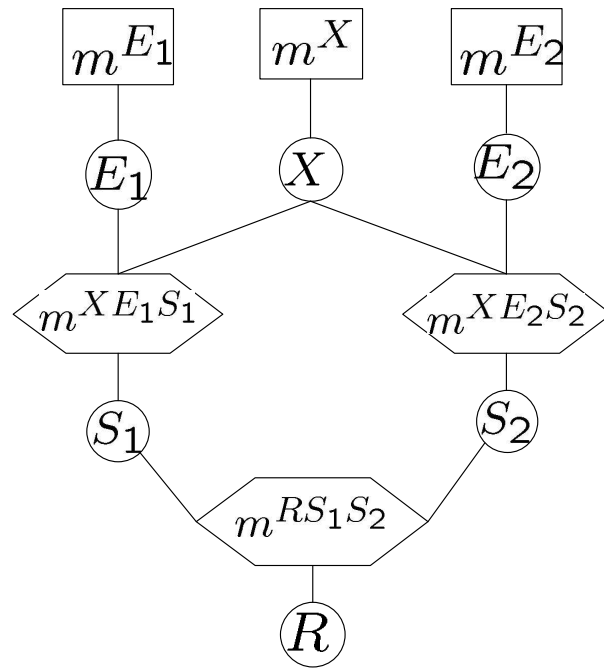 m^{E_1} m^{X} m^{E_2}
E_1 X E_2
m^{XE_1S_1} m^{XE_2S_2}
S_1 S_2
m^{RS_1S_2}
R